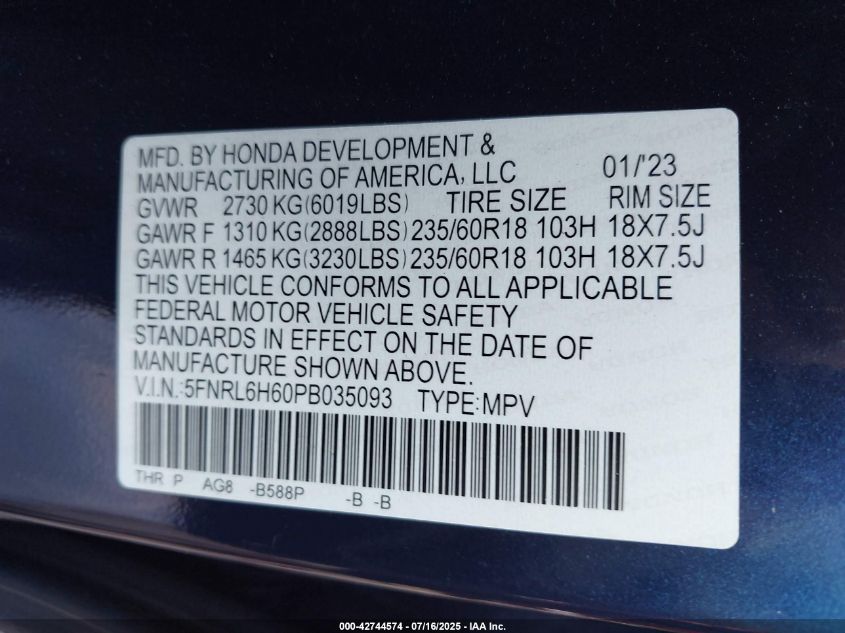 MFD. BY HONDA DEVELOPMENT &
MANUFACTURING OF AMERICA, LLC 01/'23
GVWR 2730 KG(6019LBS) TIRE SIZE RIM SIZE
GAWR F 1310 KG(2888LBS) 235/60R18 103H 18X7.5J
GAWR R 1465 KG(3230LBS) 235/60R18 103H 18X7.5J
THIS VEHICLE CONFORMS TO ALL APPLICABLE
FEDERAL MOTOR VEHICLE SAFETY
STANDARDS IN EFFECT ON THE DATE OF
MANUFACTURE SHOWN ABOVE.
V.I.N.:5FNRL6H60PB035093 TYPE:MPV
THR P AG8 -B588P -B -B
000-42744574 - 07/16/2025 - IAA Inc.